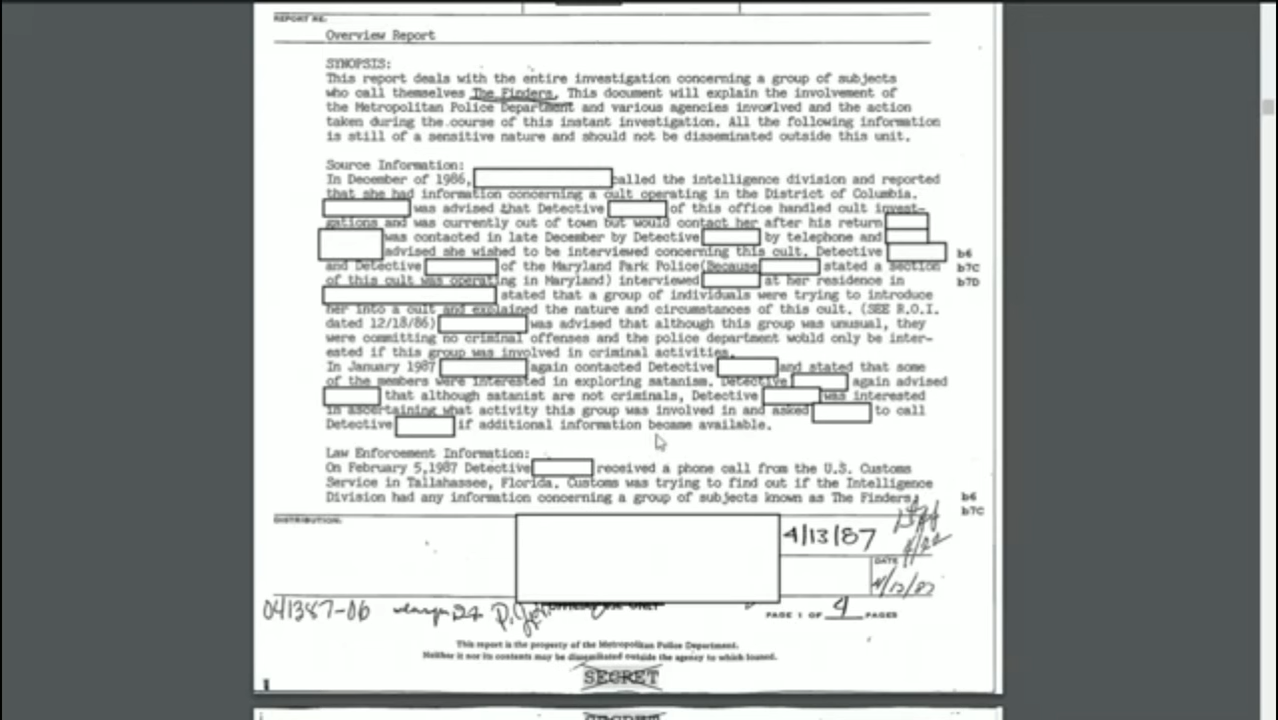 REPORT RE:
Overview Report
SYNOPSIS:
This report deals with the entire investigation concerning a group of subjects
who call themselves The Finders. This document will explain the involvement of
the Metropolitan Police Department and various agencies involved and the action
taken during the course of this instant investigation. All the following information
is still of a sensitive nature and should not be disseminated outside this unit.
Source Information:
In December of 1986, called the intelligence division and reported
that she had information concerning a cult operating in the District of Columbia.
was advised that Detective of this office handled cult invest-
gations and was currently out of town but would contact her after his return
was contacted in late December by Detective by telephone and
advised she wished to be interviewed concerning this cult. Detective b6
and Detective of the Maryland Park Police(Because stated a section b7C
of this cult was operating in Maryland) interviewed at her residence in b7D
stated that a group of individuals were trying to introduce
her into a cult and explained the nature and circumstances of this cult. (SEE R.O.I.
dated 12/18/86) was advised that although this group was unusual, they
were committing no criminal offenses and the police department would only be inter-
ested if this group was involved in criminal activities.
In January 1987 again contacted Detective and stated that some
of the members were interested in exploring satanism. Detective again advised
that although satanist are not criminals, Detective was interested
in ascertaining what activity this group was involved in and asked to call
Detective if additional information became available.
Law Enforcement Information:
On February 5,1987 Detective received a phone call from the U.S. Customs
Service in Tallahassee, Florida. Customs was trying to find out if the Intelligence
Division had any information concerning a group of subjects known as The Finders. b6
b7C
DISTRIBUTION:
4/13/87
DATE
4/13/87
041387-06
PAGE 1 OF 4 PAGES
This report is the property of the Metropolitan Police Department.
Neither it nor its contents may be disseminated outside the agency to which loaned.
SECRET
1
SECRET